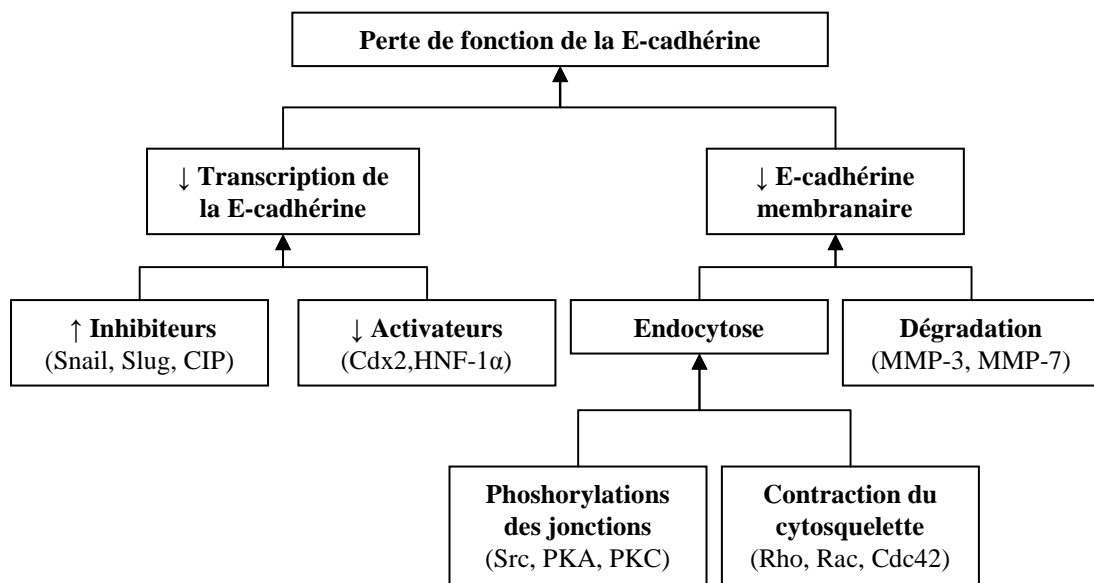 Perte de fonction de la E-cadhérine
↓ Transcription de
la E-cadhérine
↓ E-cadhérine
membranaire
↑ Inhibiteurs
(Snail, Slug, CIP)
↓ Activateurs
(Cdx2,HNF-1α)
Endocytose
Dégradation
(MMP-3, MMP-7)
Phoshorylations
des jonctions
(Src, PKA, PKC)
Contraction du
cytosquelette
(Rho, Rac, Cdc42)